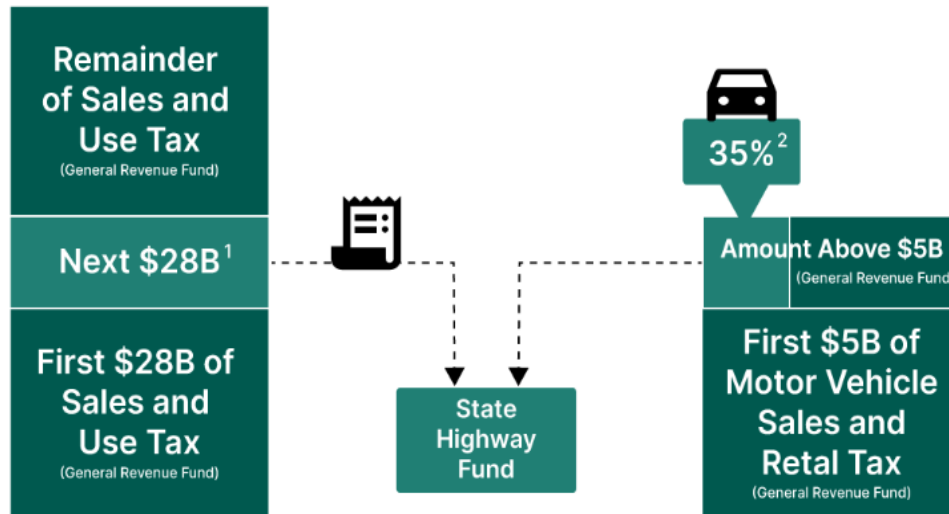 Remainder
of Sales and
Use Tax
(General Revenue Fund)
Next $28B¹
First $28B of
Sales and
Use Tax
(General Revenue Fund)
State
Highway
Fund
35%²
Amount Above $5B
(General Revenue Fund
First $5B of
Motor Vehicle
Sales and
Retal Tax
(General Revenue Fund)